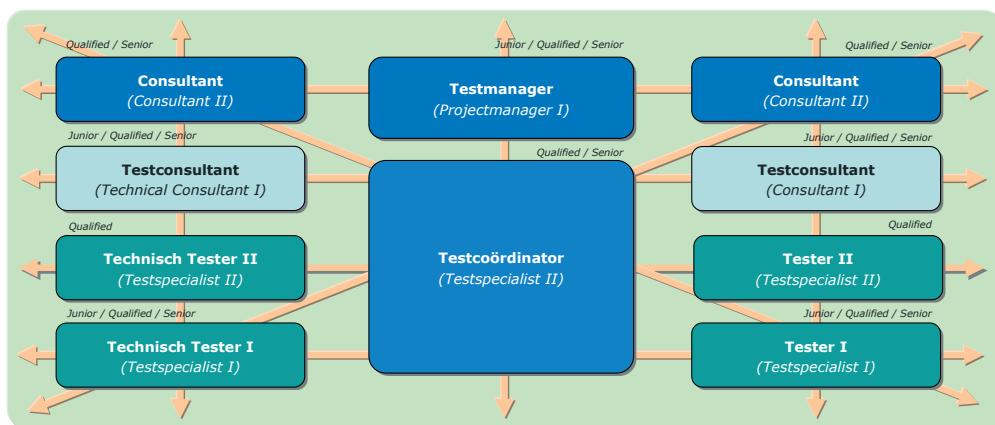 Qualified / Senior
Junior / Qualified / Senior
Qualified / Senior
Consultant
(Consultant II)
Testmanager
(Projectmanager I)
Consultant
(Consultant II)
Junior / Qualified / Senior
Qualified / Senior
Junior / Qualified / Senior
Testconsultant
(Technical Consultant I)
Testconsultant
(Consultant I)
Qualified
Qualified
Technisch Tester II
(Testspecialist II)
Testcoördinator
(Testspecialist II)
Tester II
(Testspecialist II)
Junior / Qualified / Senior
Junior / Qualified / Senior
Technisch Tester I
(Testspecialist I)
Tester I
(Testspecialist I)